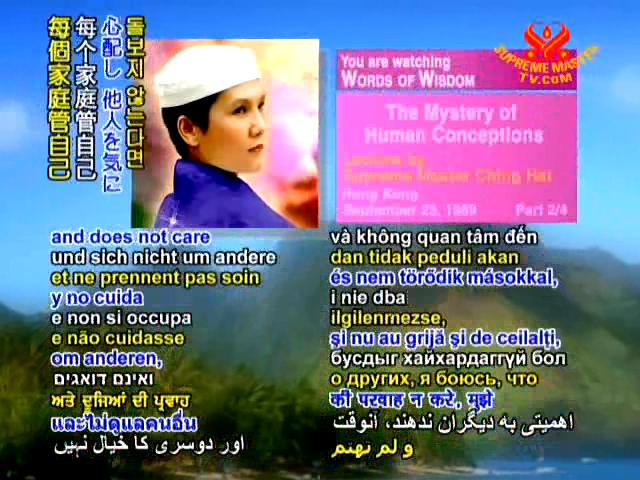 돌보지 않는다면
心配し 他人を気に
每个家庭管自己
每個家庭管自己
You are watching
WORDS OF WISDOM
The Mystery of
Human Conceptions
Lecture by
Supreme Master Ching Hai
Hong Kong
September 23, 1989 Part 2/4
SUPREME MASTER
TV.COM
and does not care
und sich nicht um andere
et ne prennent pas soin
y no cuida
e non si occupa
e não cuidasse
om anderen,
ואינם דואגים
ਅਤੇ ਦੂਜਿਆਂ ਦੀ ਪ੍ਰਵਾਹ
และไม่ดูแลคนอื่น
اور دوسری کا خیال نہیں
và không quan tâm đến
dan tidak peduli akan
és nem törődik másokkal,
i nie dba
ilgilenmezse,
şi nu au grijă şi de ceilalţi,
бусдыг хайхардаггүй бол
о других, я боюсь, что
की परवाह न करे, मुझे
اهمیتی به دیگران ندهند، آنوقت
و لم نهتم